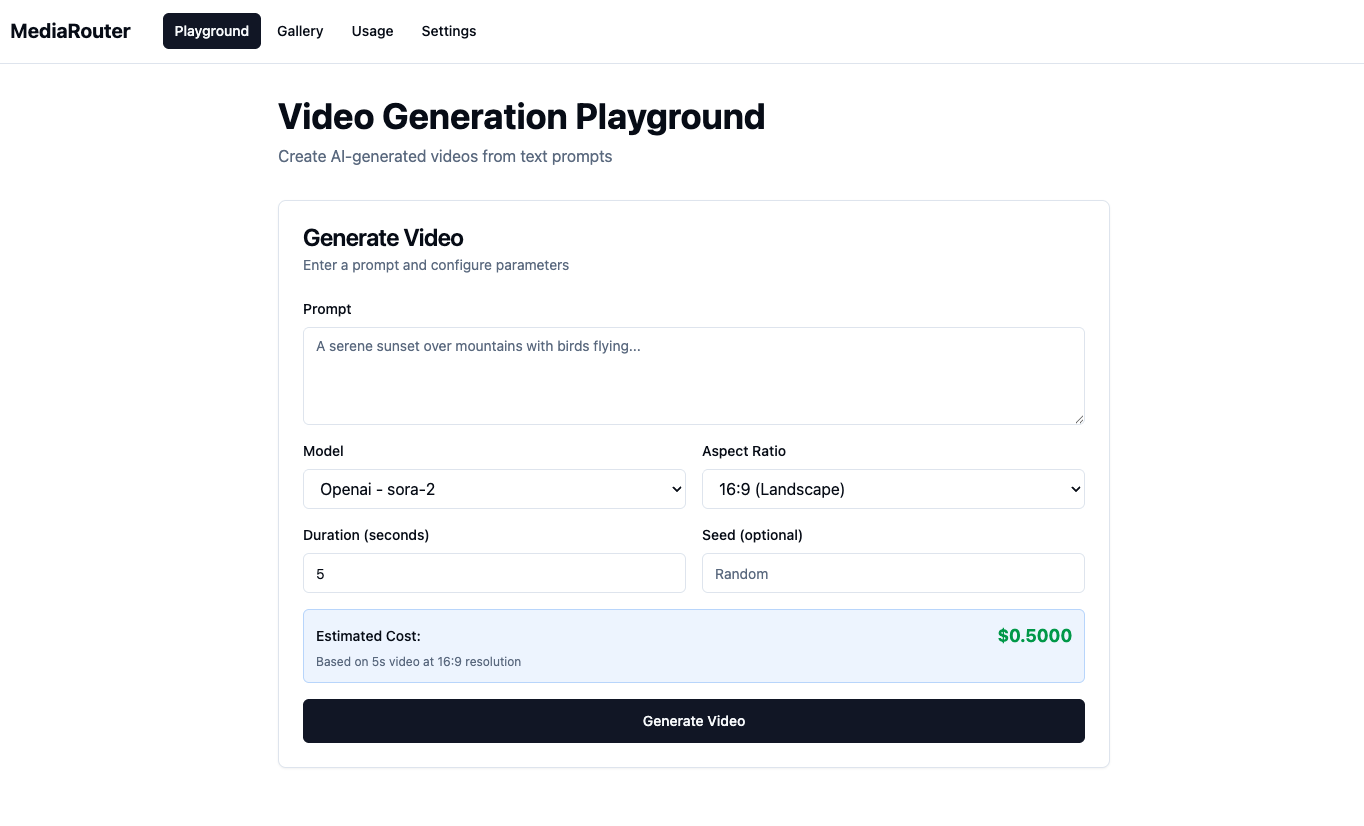 MediaRouter
Playground
Gallery
Usage
Settings
Video Generation Playground
Create AI-generated videos from text prompts
Generate Video
Enter a prompt and configure parameters
Prompt
A serene sunset over mountains with birds flying...
Model
Aspect Ratio
Openai - sora-2
16:9 (Landscape)
Duration (seconds)
Seed (optional)
5
Random
Estimated Cost:
$0.5000
Based on 5s video at 16:9 resolution
Generate Video